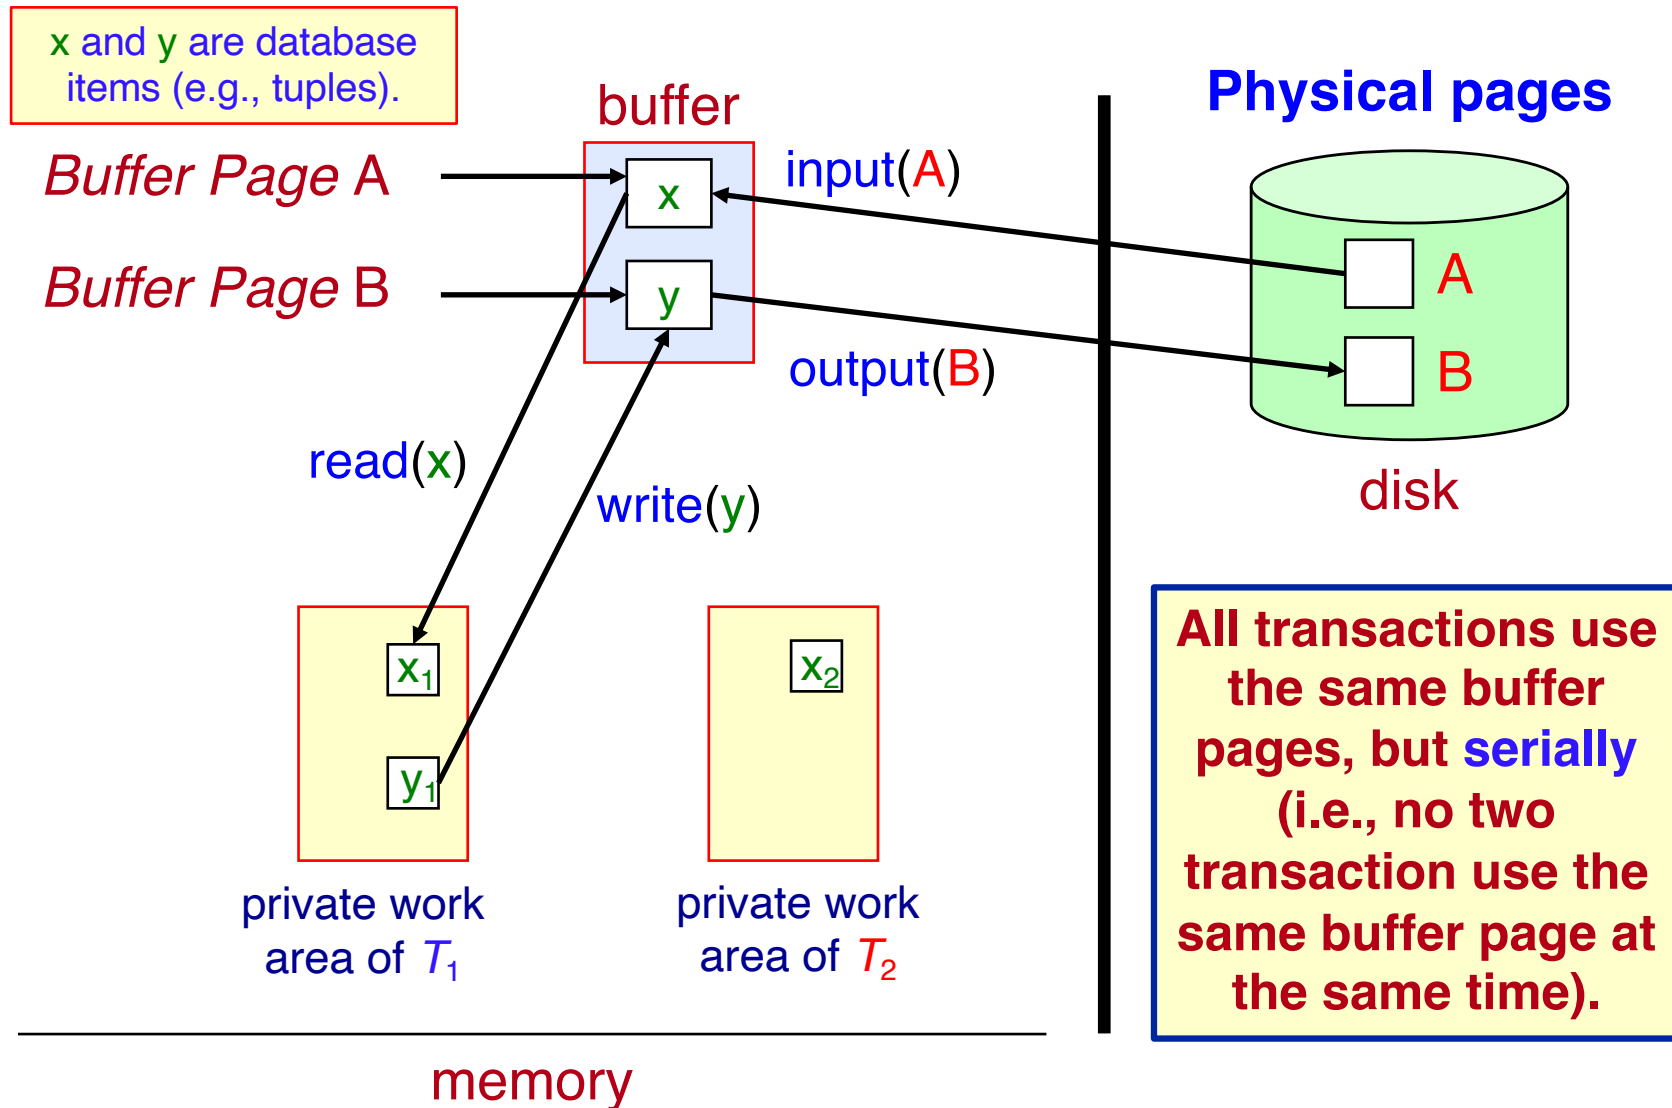 x and y are database
items (e.g., tuples).
buffer
Physical pages
Buffer Page A
x
input(A)
A
Buffer Page B
y
output(B)
B
read(x)
write(y)
disk
x₁
x₂
y₁
private work
area of T₁
private work
area of T₂
All transactions use
the same buffer
pages, but serially
(i.e., no two
transaction use the
same buffer page at
the same time).
memory